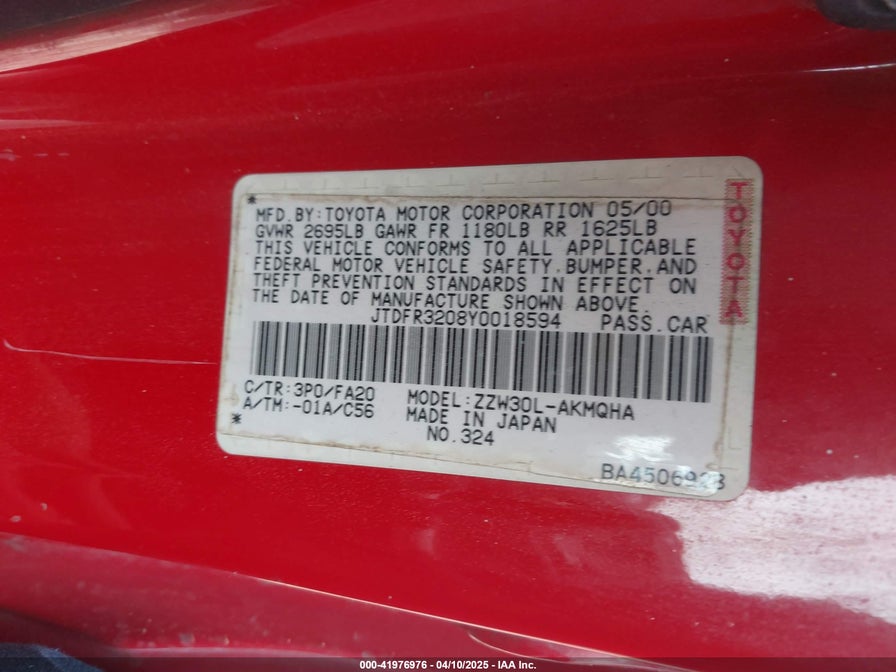 *
MFD.BY:TOYOTA MOTOR CORPORATION 05/00
GVWR 2695LB GAWR FR 1180LB RR 1625LB
THIS VEHICLE CONFORMS TO ALL APPLICABLE
FEDERAL MOTOR VEHICLE SAFETY.BUMPER.AND
THEFT PREVENTION STANDARDS IN EFFECT ON
THE DATE OF MANUFACTURE SHOWN ABOVE.
JTDFR3208Y0018594 PASS.CAR
TOYOTA
C/TR:3P0/FA20 MODEL:ZZW30L-AKMQHA
A/TM:-01A/C56 MADE IN JAPAN
* NO.324
000-41976976 - 04/10/2025 - IAA Inc.